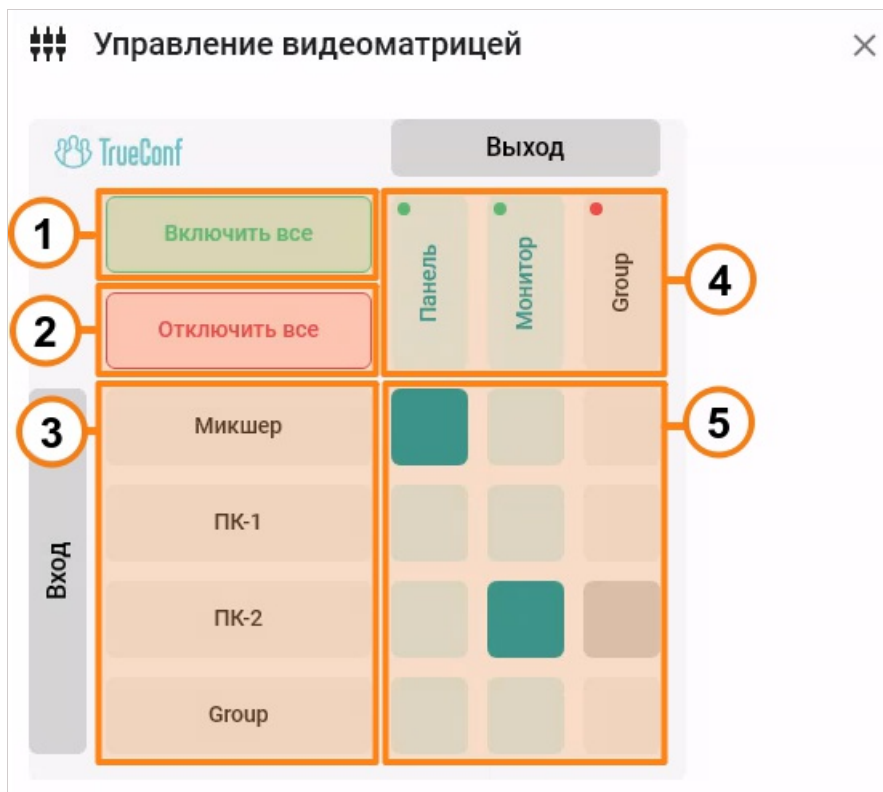 Управление видеоматрицей
TrueConf
Выход
1
Включить все
2
Отключить все
Панель
Монитор
Group
4
Вход
3
Микшер
5
ПК-1
ПК-2
Group